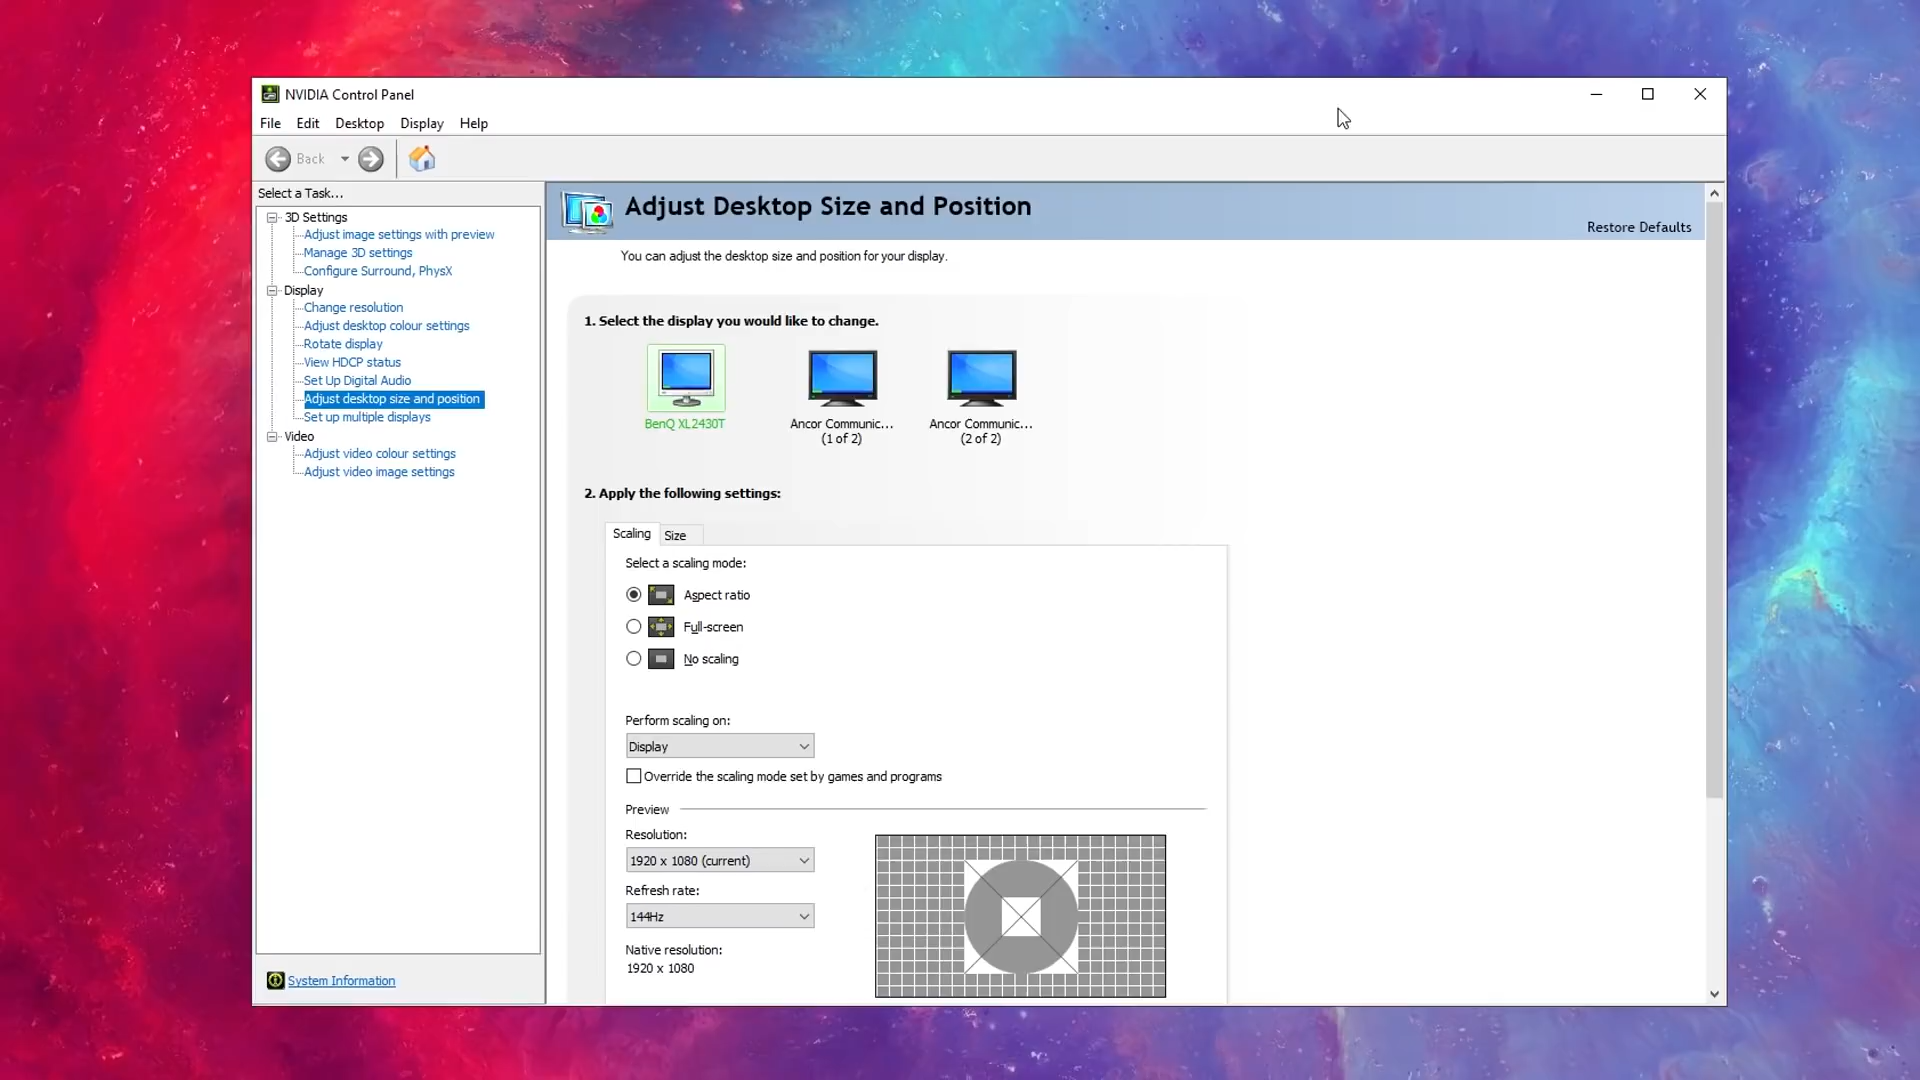 NVIDIA Control Panel
File Edit Desktop Display Help
Back
Select a Task...
3D Settings
Adjust image settings with preview
Manage 3D settings
Configure Surround, PhysX
Display
Change resolution
Adjust desktop colour settings
Rotate display
View HDCP status
Set Up Digital Audio
Adjust desktop size and position
Set up multiple displays
Video
Adjust video colour settings
Adjust video image settings
System Information
Adjust Desktop Size and Position
Restore Defaults
You can adjust the desktop size and position for your display.
1. Select the display you would like to change.
BenQ XL2430T
Ancor Communic...
(1 of 2)
Ancor Communic...
(2 of 2)
2. Apply the following settings:
Scaling Size
Select a scaling mode:
Aspect ratio
Full-screen
No scaling
Perform scaling on:
Display
Override the scaling mode set by games and programs
Preview
Resolution:
1920 x 1080 (current)
Refresh rate:
144Hz
Native resolution:
1920 x 1080